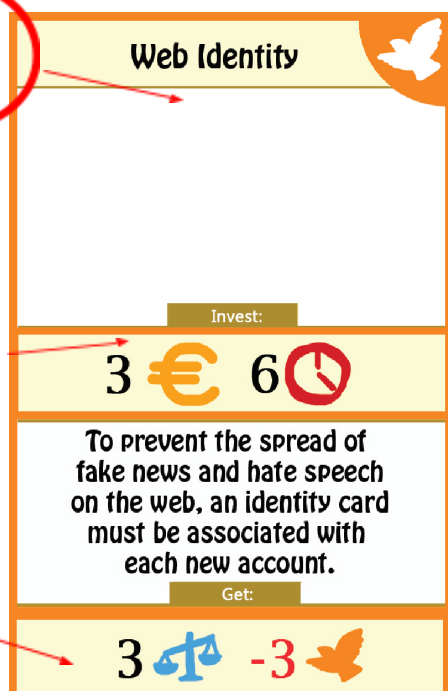 Web Identity
Invest:
3 6
To prevent the spread of
fake news and hate speech
on the web, an identity card
must be associated with
each new account.
Get:
3 -3